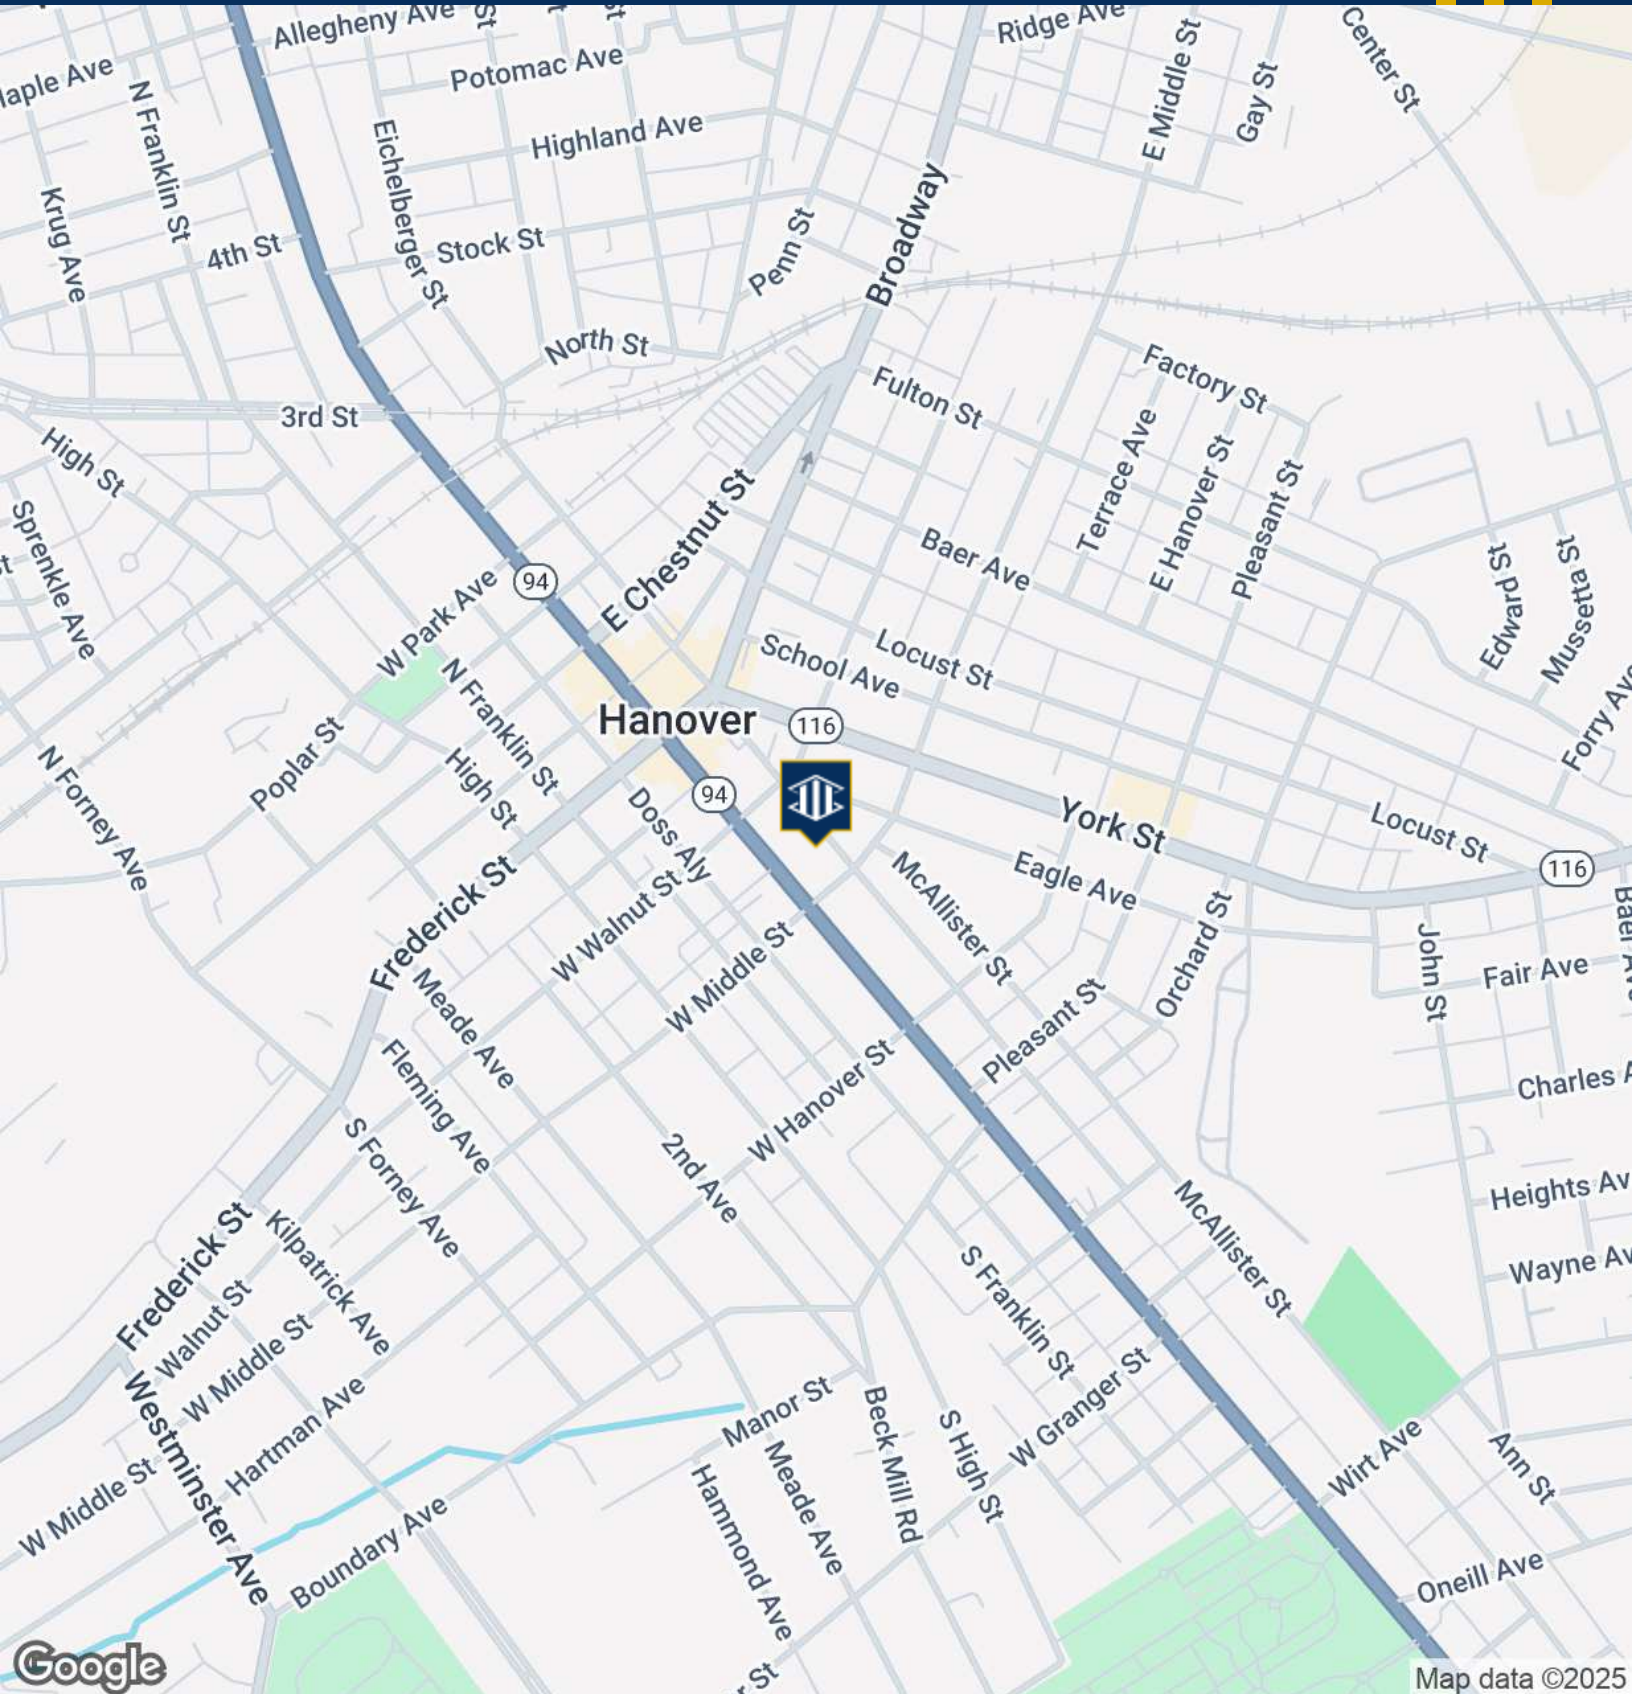 Allegheny Ave
St
St
Ridge Ave
Center St
Maple Ave
N Franklin St
Potomac Ave
E Middle St
Gay St
Highland Ave
Eichelberger St
Krug Ave
4th St
Stock St
Penn St
Broadway
North St
Factory St
3rd St
Fulton St
High St
Terrace Ave
E Hanover St
Pleasant St
Sprenkle Ave
E Chestnut St
Baer Ave
Edward St
Mussetta St
94
W Park Ave
School Ave
Locust St
Forry Ave
N Franklin St
Hanover
116
Poplar St
N Forney Ave
High St
Doss Aly
94
York St
Locust St
116
Frederick St
W Walnut St
McAllister St
Eagle Ave
Orchard St
Baer Ave
John St
Fair Ave
W Middle St
Meade Ave
Pleasant St
Fleming Ave
W Hanover St
Charles A
S Forney Ave
2nd Ave
Heights Av
McAllister St
Frederick St
Kilpatrick Ave
Wayne Av
Walnut St
S Franklin St
W Middle St
Westminster Ave
Hartman Ave
Manor St
W Granger St
Beck Mill Rd
S High St
Wirt Ave
Ann St
W Middle St
Meade Ave
Hammond Ave
Boundary Ave
Oneill Ave
r St
Google
Map data ©2025